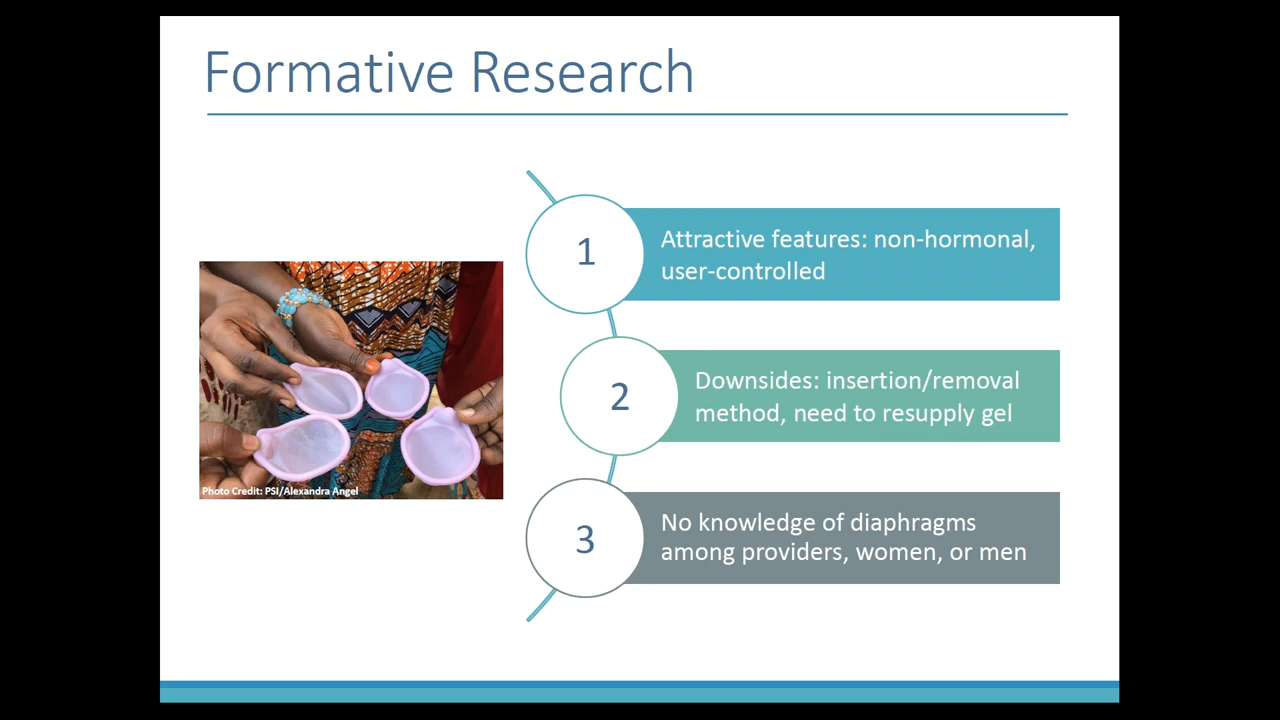 Formative Research
1
Attractive features: non-hormonal,
user-controlled
2
Downsides: insertion/removal
method, need to resupply gel
3
No knowledge of diaphragms
among providers, women, or men
Photo Credit: PSI/Alexandra Angel